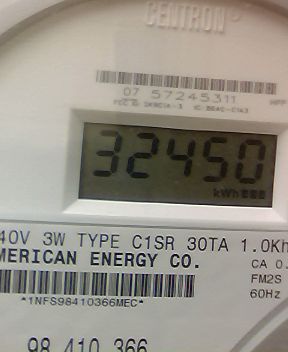 CENTRON®
07 57245311
32450
kWh
40V 3W TYPE C1SR 30TA 1.0Kh
MERICAN ENERGY CO.
CA 0.
FM2S
60Hz
*1NFS98410366MEC*
98 410 366